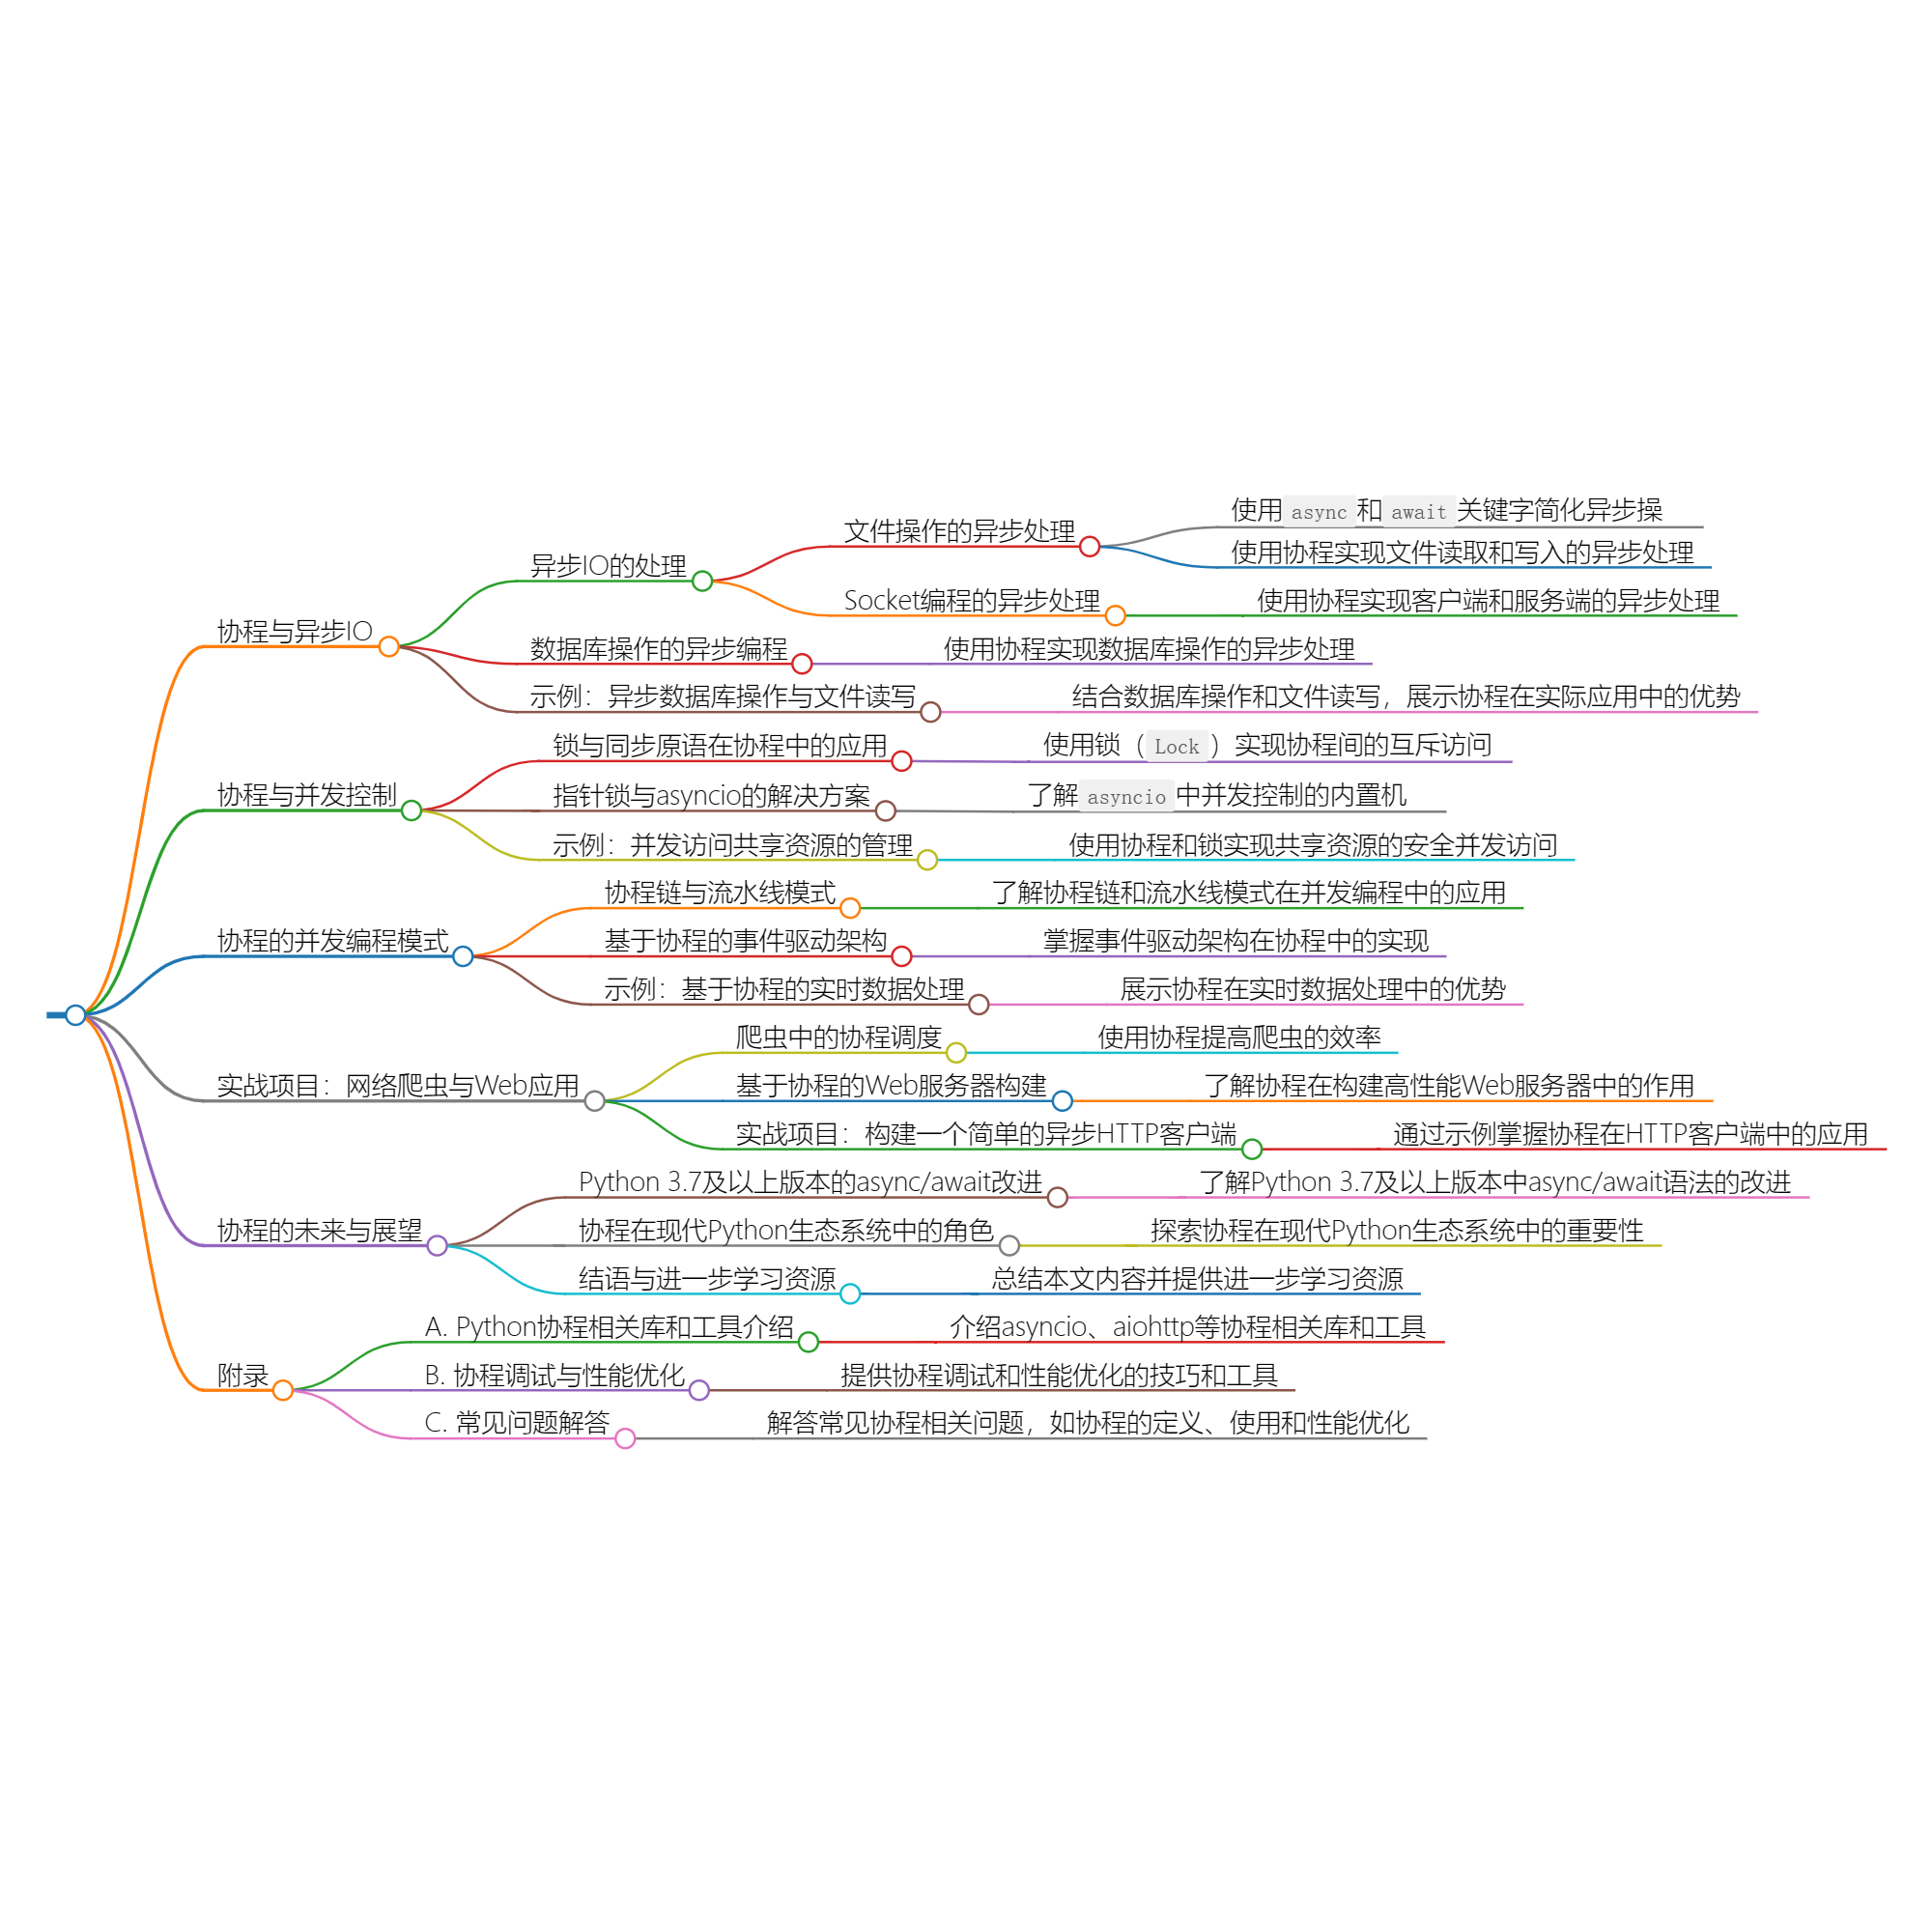 协程与异步IO
异步IO的处理
文件操作的异步处理
使用 async 和 await 关键字简化异步操
使用协程实现文件读取和写入的异步处理
Socket编程的异步处理
使用协程实现客户端和服务端的异步处理
数据库操作的异步编程
使用协程实现数据库操作的异步处理
示例：异步数据库操作与文件读写
结合数据库操作和文件读写，展示协程在实际应用中的优势
协程与并发控制
锁与同步原语在协程中的应用
使用锁（Lock）实现协程间的互斥访问
指针锁与asyncio的解决方案
了解 asyncio 中并发控制的内置机
示例：并发访问共享资源的管理
使用协程和锁实现共享资源的安全并发访问
协程的并发编程模式
协程链与流水线模式
了解协程链和流水线模式在并发编程中的应用
基于协程的事件驱动架构
掌握事件驱动架构在协程中的实现
示例：基于协程的实时数据处理
展示协程在实时数据处理中的优势
实战项目：网络爬虫与Web应用
爬虫中的协程调度
使用协程提高爬虫的效率
基于协程的Web服务器构建
了解协程在构建高性能Web服务器中的作用
实战项目：构建一个简单的异步HTTP客户端
通过示例掌握协程在HTTP客户端中的应用
协程的未来与展望
Python 3.7及以上版本的async/await改进
了解Python 3.7及以上版本中async/await语法的改进
协程在现代Python生态系统中的角色
探索协程在现代Python生态系统中的重要性
结语与进一步学习资源
总结本文内容并提供进一步学习资源
附录
A. Python协程相关库和工具介绍
介绍asyncio、aiohttp等协程相关库和工具
B. 协程调试与性能优化
提供协程调试和性能优化的技巧和工具
C. 常见问题解答
解答常见协程相关问题，如协程的定义、使用和性能优化